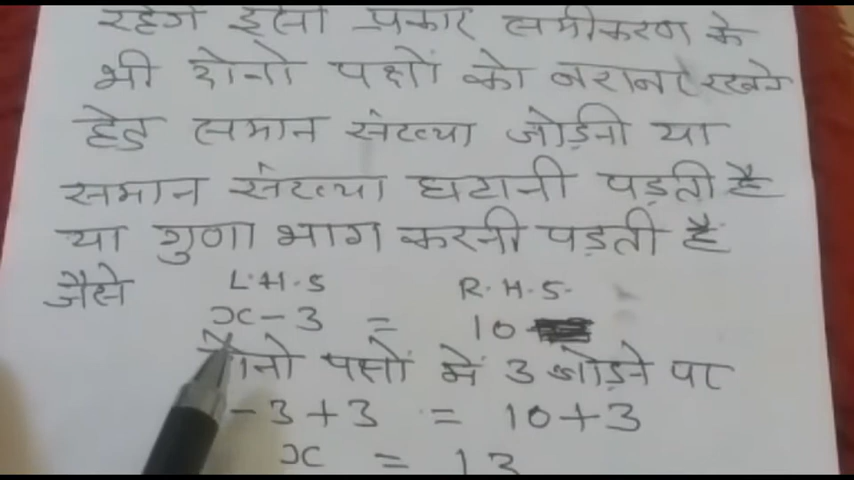 रहेगे इसी प्रकार समीकरण के
भी दोनो पक्षों को बराबर रखने
हेतु समान संख्या जोड़नी या
समान संख्या घटानी पड़ती है
या गुणा भाग करनी पड़ती है
जैसे L.H.S R.H.S.
x - 3 = 10
दोनो पक्षों में 3 जोड़ने पर
- 3 + 3 = 10 + 3
x = 13